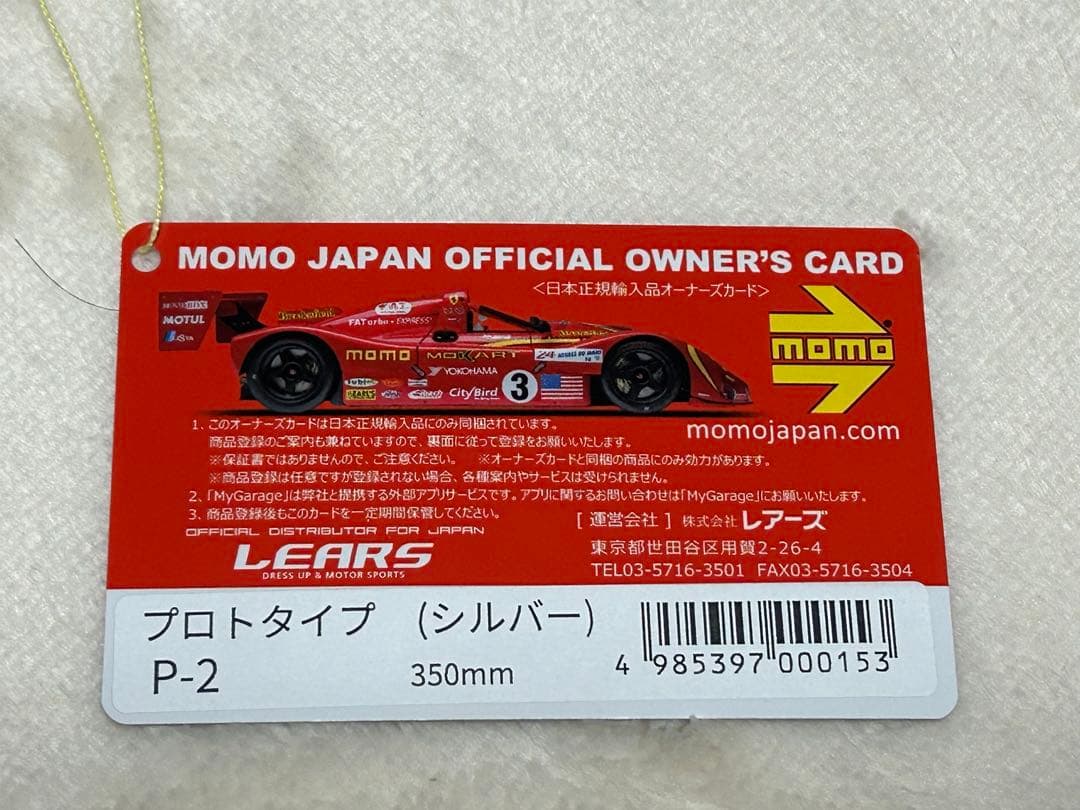 MOMO JAPAN OFFICIAL OWNER'S CARD
<日本正規輸入品オーナーズカード>
MOTUL
FATurbo EXPRESS
momo
MOMO
YOKOHAMA
CityBird
3
momojapan.com
1、このオーナーズカードは日本正規輸入品にのみ同梱されています。
商品登録のご案内も兼ねていますので、裏面に従って登録をお願いいたします。
※保証書ではありませんので、ご注意ください。 ※オーナーズカードと同梱の商品にのみ効力があります。
※商品登録は任意ですが登録されない場合、各種案内やサービスは受けられません。
2、「MyGarage」は弊社と提携する外部アプリサービスです。アプリに関するお問い合わせは「MyGarage」にお願いいたします。
3、商品登録後もこのカードを一定期間保管してください。
OFFICIAL DISTRIBUTOR FOR JAPAN
LEARS
DRESS UP & MOTOR SPORTS
[ 運営会社 ] 株式会社 レアーズ
東京都世田谷区用賀2-26-4
TEL03-5716-3501 FAX03-5716-3504
プロトタイプ (シルバー)
P-2
350mm
4 985397 000153